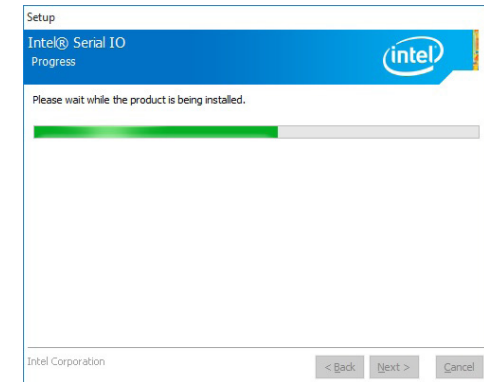 Setup
Intel® Serial IO
Progress
intel
Please wait while the product is being installed.
Intel Corporation
< Back
Next >
Cancel